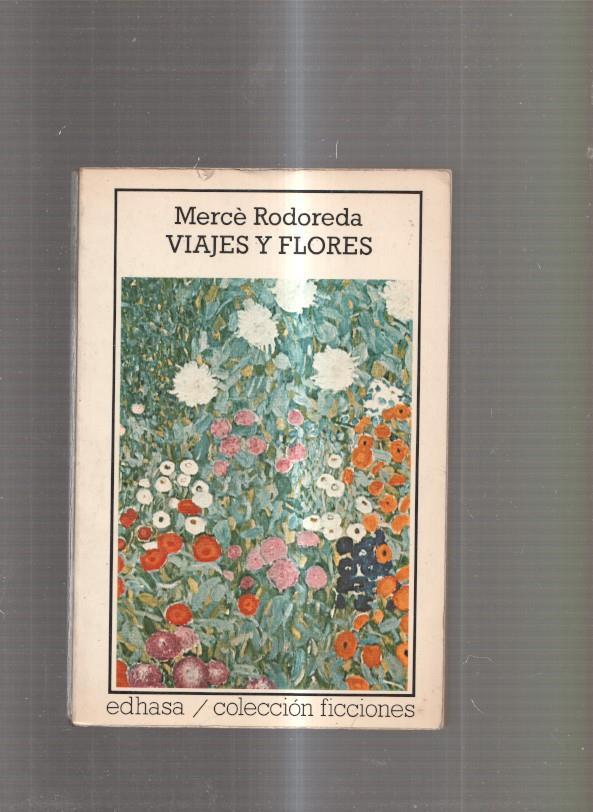 Mercè Rodoreda
VIAJES Y FLORES
edhasa / colección ficciones